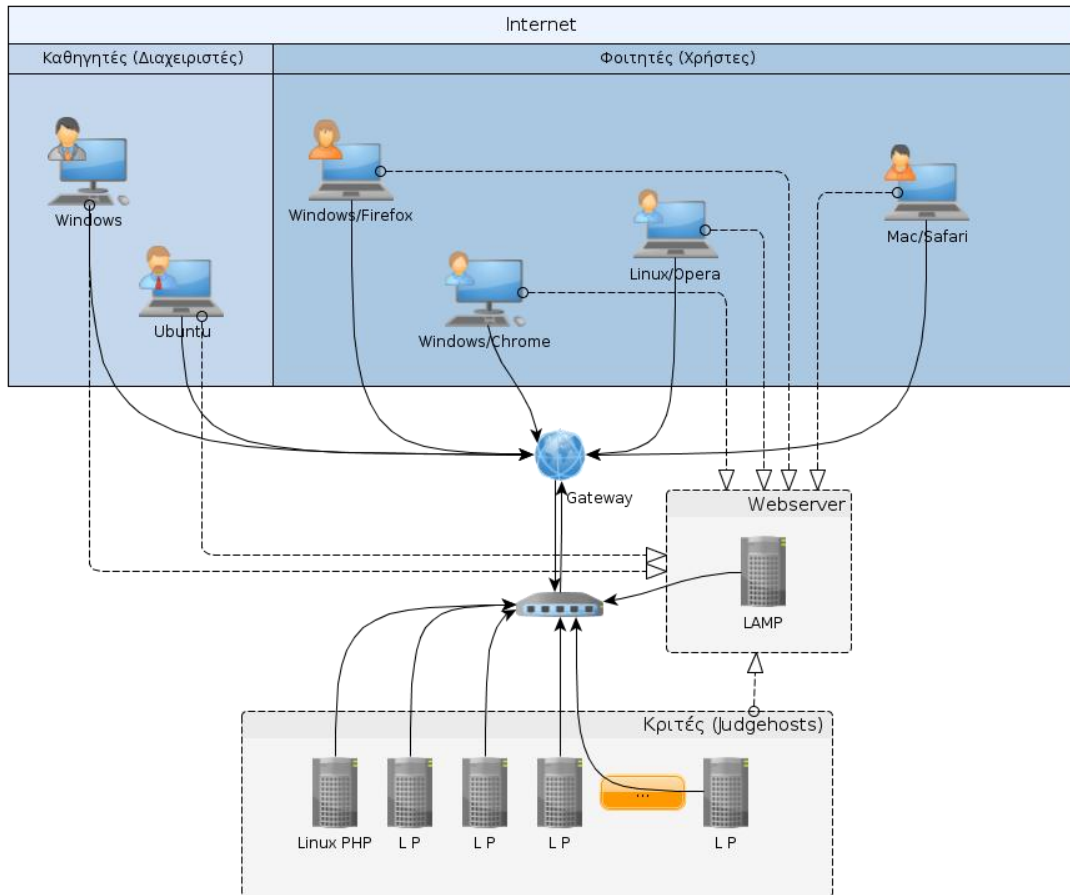 Internet
Καθηγητές (Διαχειριστές)
Φοιτητές (Χρήστες)
Windows
Windows/Firefox
Mac/Safari
Linux/Opera
Ubuntu
Windows/Chrome
Gateway
Webserver
LAMP
Κριτές (Judgehosts)
...
Linux PHP
L P
L P
L P
L P